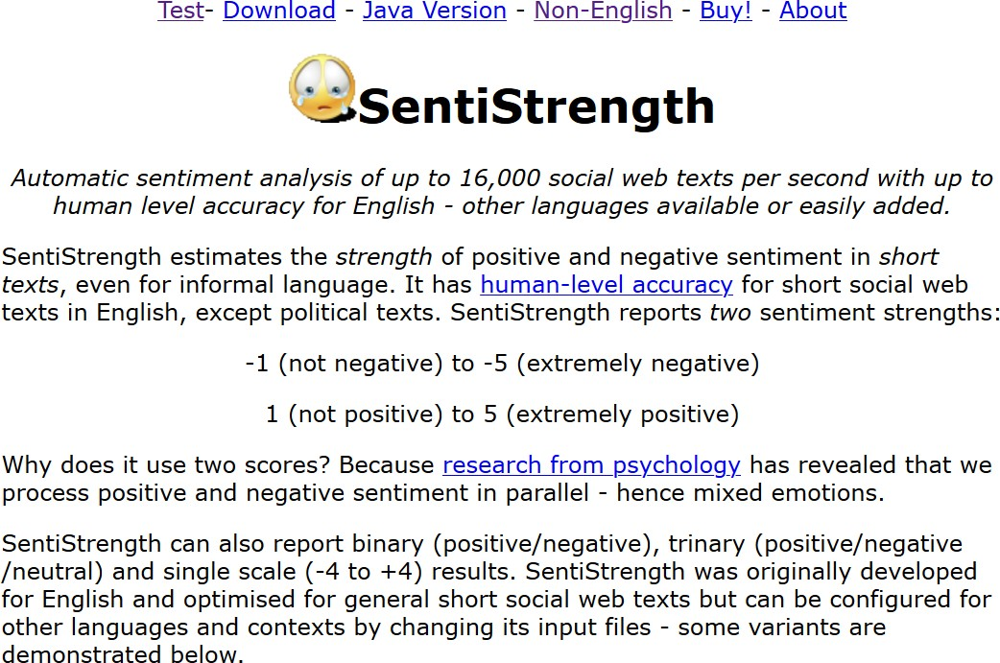 Test- Download - Java Version - Non-English - Buy! - About
SentiStrength
Automatic sentiment analysis of up to 16,000 social web texts per second with up to
human level accuracy for English - other languages available or easily added.
SentiStrength estimates the strength of positive and negative sentiment in short
texts, even for informal language. It has human-level accuracy for short social web
texts in English, except political texts. SentiStrength reports two sentiment strengths:
-1 (not negative) to -5 (extremely negative)
1 (not positive) to 5 (extremely positive)
Why does it use two scores? Because research from psychology has revealed that we
process positive and negative sentiment in parallel - hence mixed emotions.
SentiStrength can also report binary (positive/negative), trinary (positive/negative
/neutral) and single scale (-4 to +4) results. SentiStrength was originally developed
for English and optimised for general short social web texts but can be configured for
other languages and contexts by changing its input files - some variants are
demonstrated below.